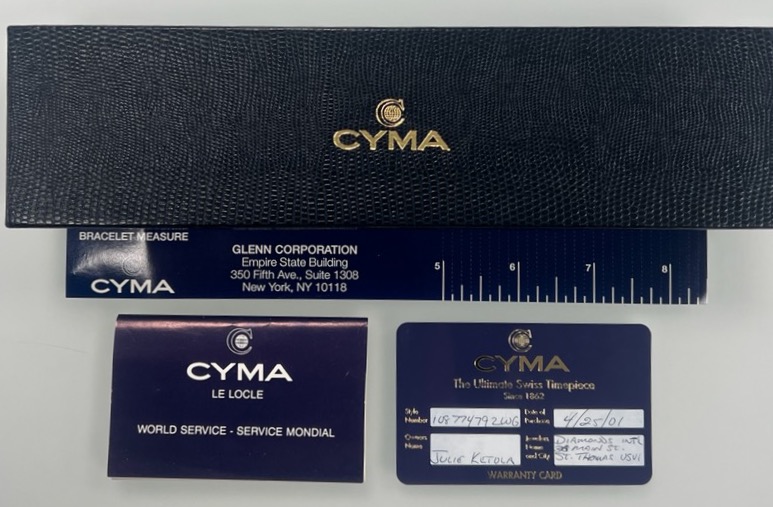 CYMA
BRACELET MEASURE
CYMA
GLENN CORPORATION
Empire State Building
350 Fifth Ave., Suite 1308
New York, NY 10118
5 6 7 8
CYMA
LE LOCLE
WORLD SERVICE - SERVICE MONDIAL
CYMA
The Ultimate Swiss Timepiece
Since 1862
Style Number
Date of Purchase 4/25/01
Owners Name JULIE KETOLA
Jewelers Name and City DIAMONDS INTL
MAIN ST.
ST. THOMAS USVI
WARRANTY CARD